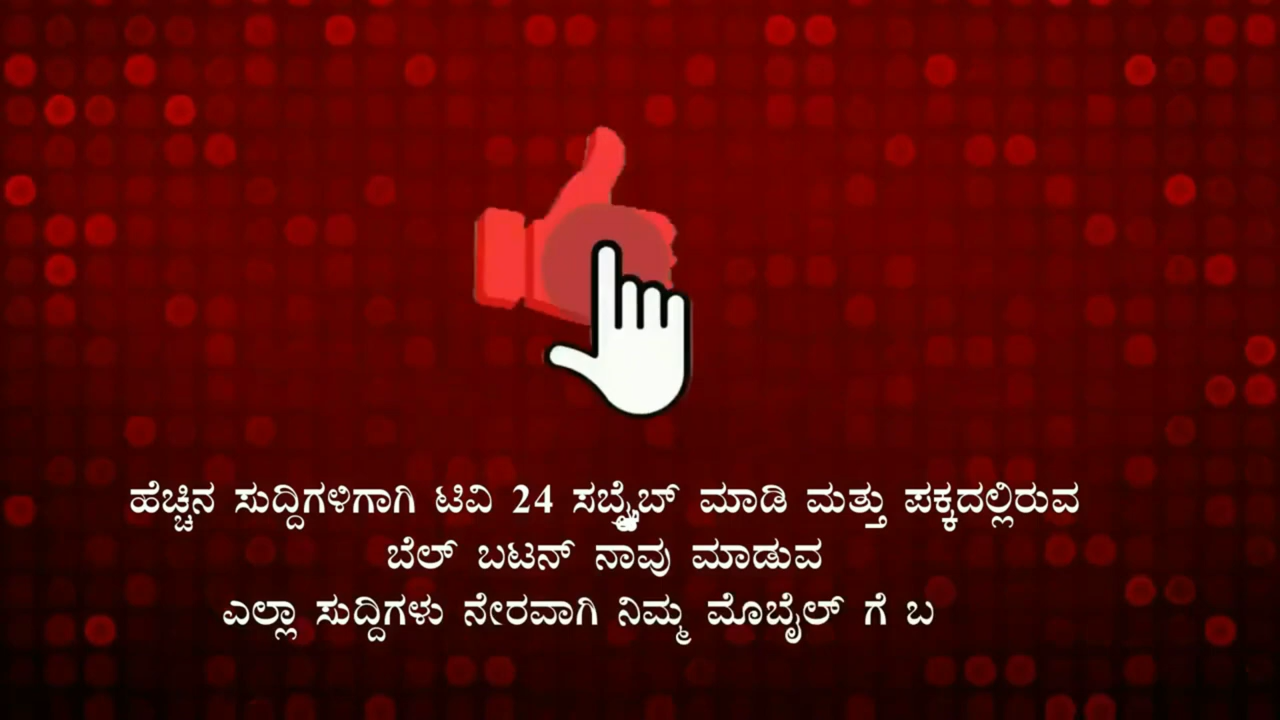 ಹೆಚ್ಚಿನ ಸುದ್ದಿಗಳಿಗಾಗಿ ಟಿವಿ 24 ಸಬ್ಸ್ಕ್ರೈಬ್ ಮಾಡಿ ಮತ್ತು ಪಕ್ಕದಲ್ಲಿರುವ
ಬೆಲ್ ಬಟನ್ ನಾವು ಮಾಡುವ
ಎಲ್ಲಾ ಸುದ್ದಿಗಳು ನೇರವಾಗಿ ನಿಮ್ಮ ಮೊಬೈಲ್ ಗೆ ಬ